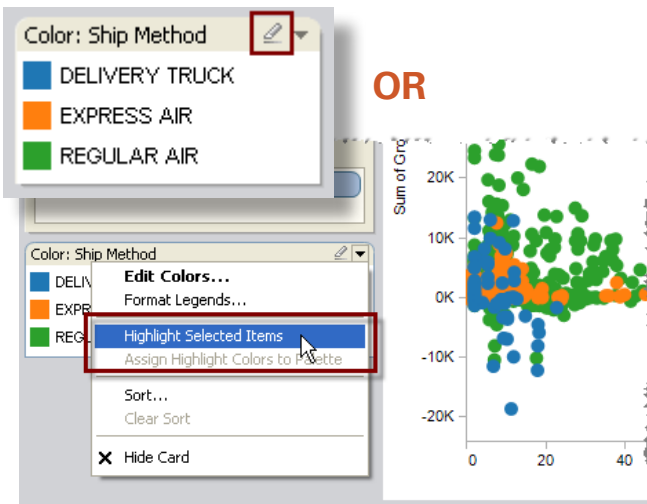 Color: Ship Method
DELIVERY TRUCK
EXPRESS AIR
REGULAR AIR
OR
Color: Ship Method
Edit Colors...
Format Legends...
Highlight Selected Items
Assign Highlight Colors to Palette
Sort...
Clear Sort
Hide Card
Sum of
20K
10K
0K
-10K
-20K
0
20
40